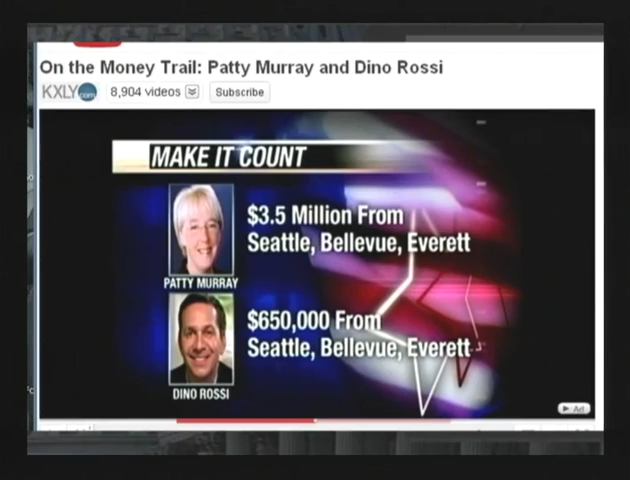 On the Money Trail: Patty Murray and Dino Rossi
KXLY.com 8,904 videos Subscribe
MAKE IT COUNT
$3.5 Million From
Seattle, Bellevue, Everett
PATTY MURRAY
$650,000 From
Seattle, Bellevue, Everett
DINO ROSSI
Ad